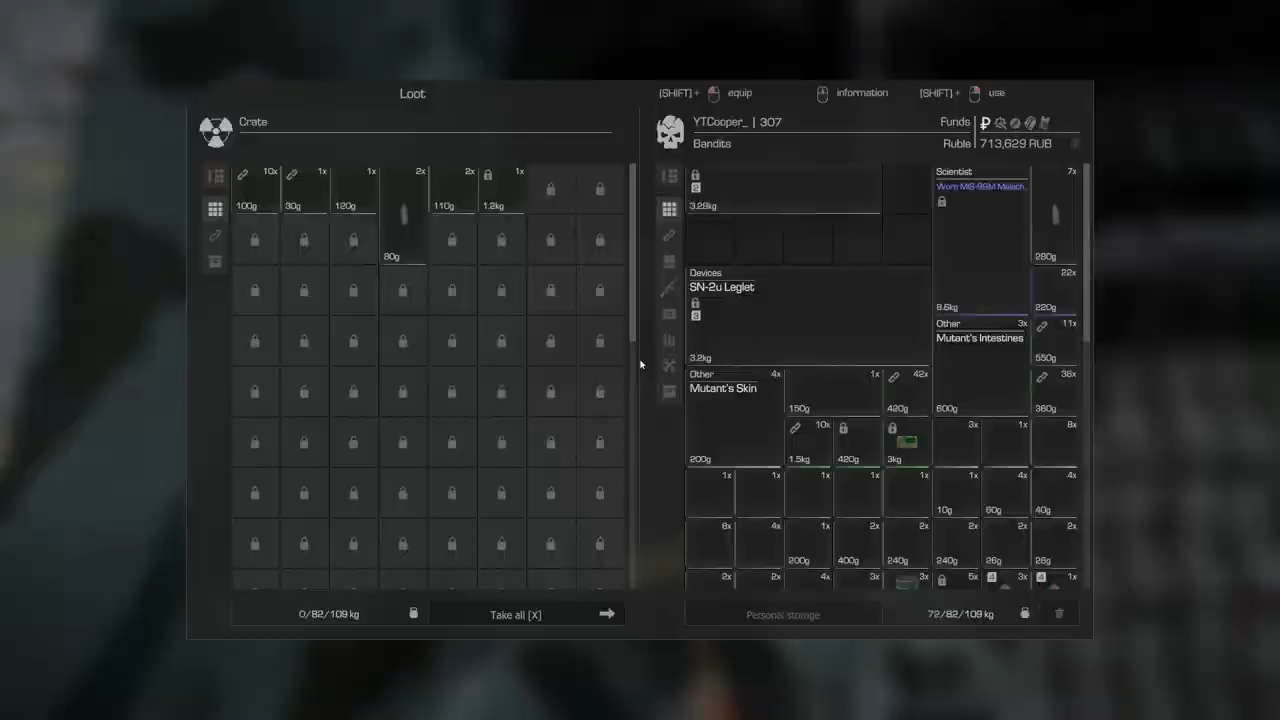 Loot
[SHIFT]+ equip information [SHIFT]+ use
Crate
YTCooper_ | 307 Funds
Bandits Ruble 713,629 RUB
10x 1x 1x 2x 2x 1x
100g 30g 120g 110g 1.2kg
80g
2
3.28kg
Scientist 7x
8.6kg
280g
Devices
SN-2u Leglet
3
3.2kg
22x
220g
Other 3x 11x
Mutant's Intestines
550g
Other 4x 1x 42x 36x
Mutant's Skin
150g 420g 600g 360g
10x 3x 1x 8x
200g 1.5kg 420g 3kg
1x 1x 1x 1x 1x 1x 4x 4x
10g 60g 40g
6x 4x 1x 2x 2x 2x 2x 2x
200g 400g 240g 240g 26g 26g
2x 2x 4x 3x 3x 5x 4 3x 4 1x
0/82/109 kg Take all [X] Personal storage 72/82/109 kg